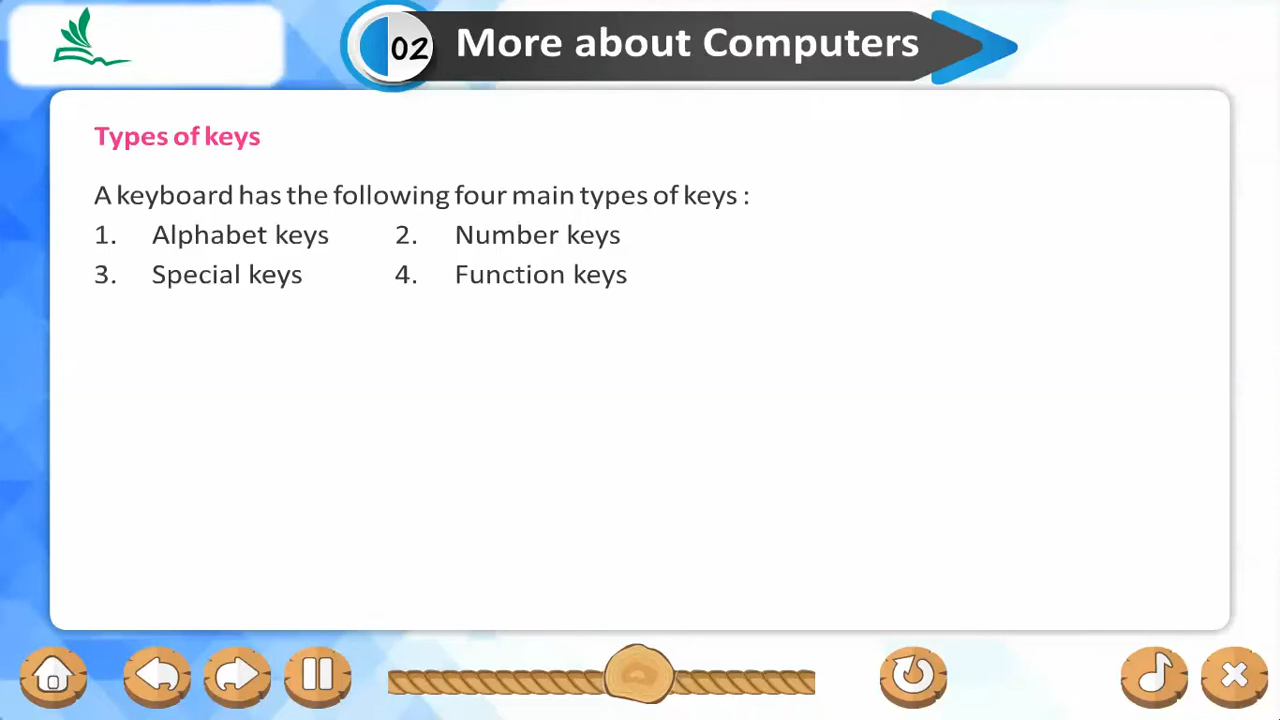 02 More about Computers
Types of keys
A keyboard has the following four main types of keys :
1. Alphabet keys 2. Number keys
3. Special keys 4. Function keys